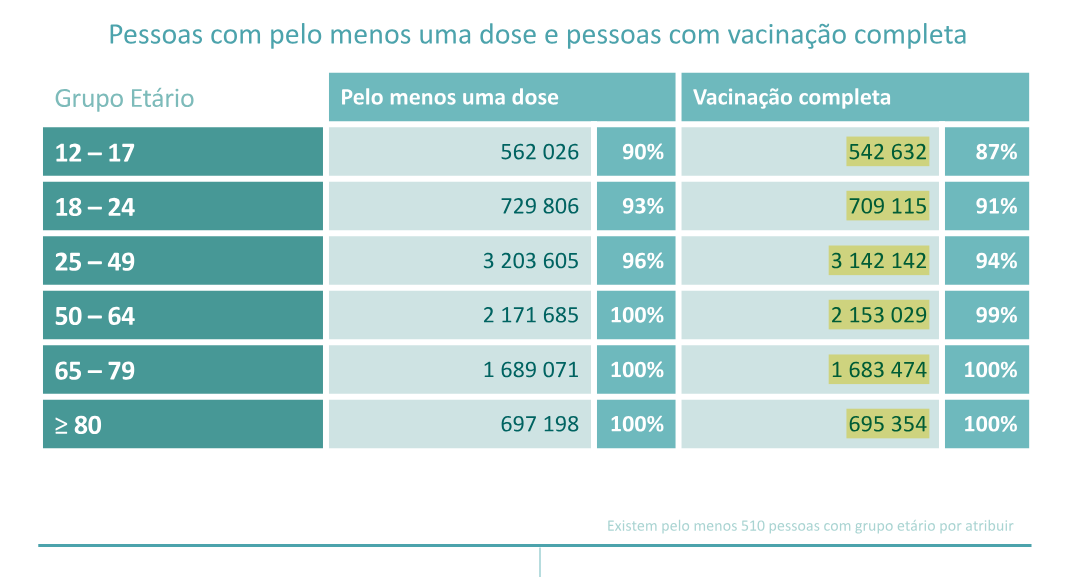 Pessoas com pelo menos uma dose e pessoas com vacinação completa
Grupo Etário Pelo menos uma dose Vacinação completa
12 – 17 562 026 90% 542 632 87%
18 – 24 729 806 93% 709 115 91%
25 – 49 3 203 605 96% 3 142 142 94%
50 – 64 2 171 685 100% 2 153 029 99%
65 – 79 1 689 071 100% 1 683 474 100%
≥ 80 697 198 100% 695 354 100%
Existem pelo menos 510 pessoas com grupo etário por atribuir